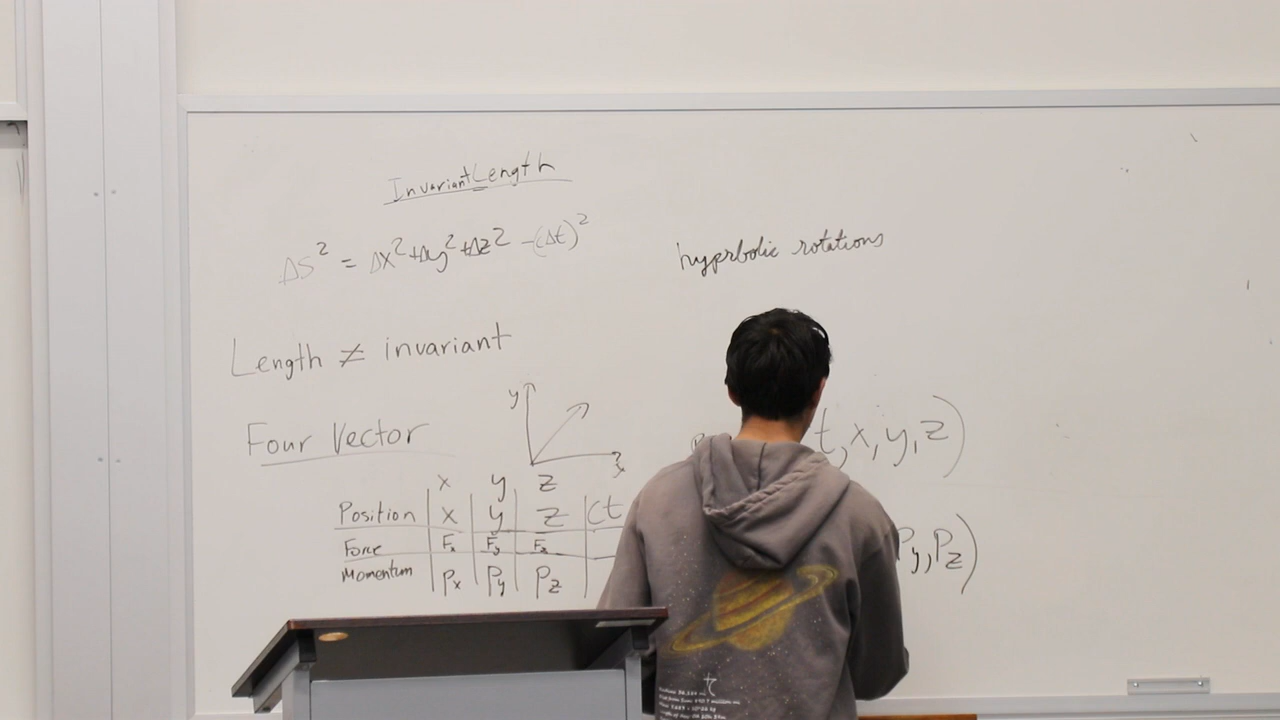 Invariant Length
ΔS² = Δx² + Δy² + Δz² - (Δt)²
hyprbolic rotations
Length ≠ invariant
Four Vector
y
x
t, x, y, z)
x y z
Position x y z ct
Force Fx Fy Fz
Momentum Px Py Pz
Py, Pz)